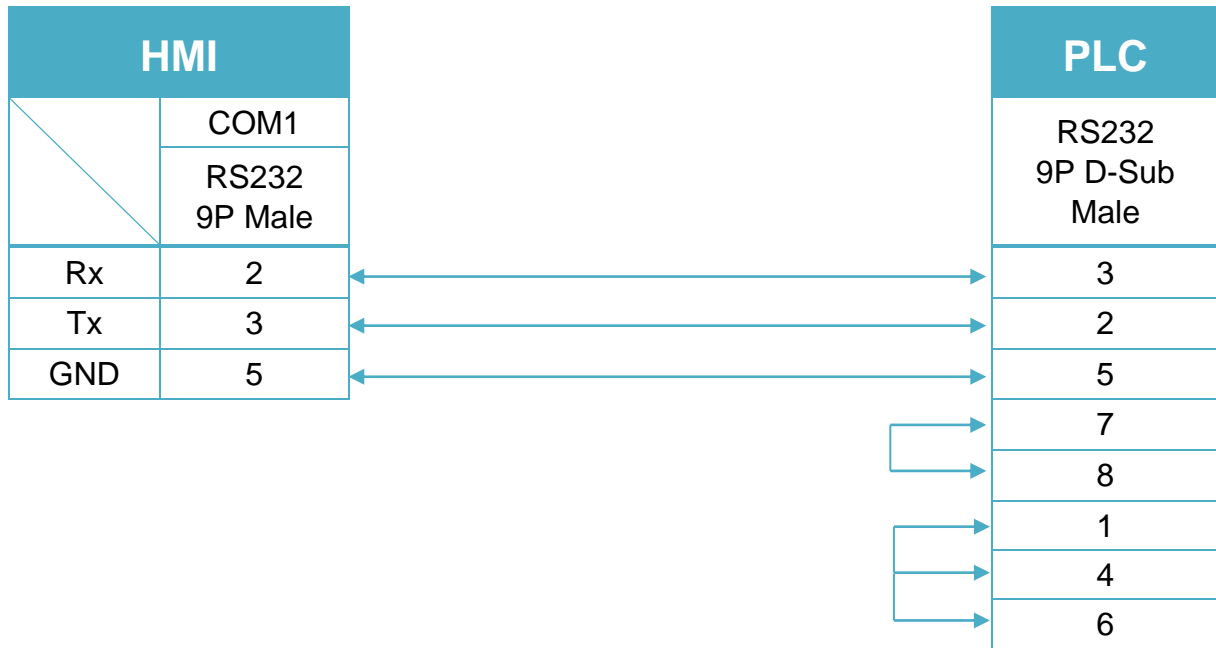 HMI
PLC
COM1
RS232
9P Male
RS232
9P D-Sub
Male
Rx 2 3
Tx 3 2
GND 5 5
7
8
1
4
6